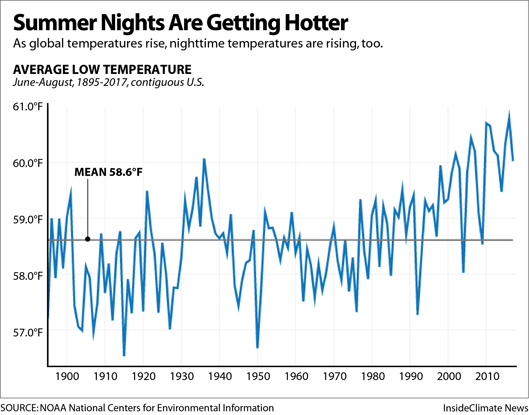 Summer Nights Are Getting Hotter
As global temperatures rise, nighttime temperatures are rising, too.
AVERAGE LOW TEMPERATURE
June-August, 1895-2017, contiguous U.S.
61.0°F
60.0°F
MEAN 58.6°F
59.0°F
58.0°F
57.0°F
1900 1910 1920 1930 1940 1950 1960 1970 1980 1990 2000 2010
SOURCE: NOAA National Centers for Environmental Information InsideClimate News